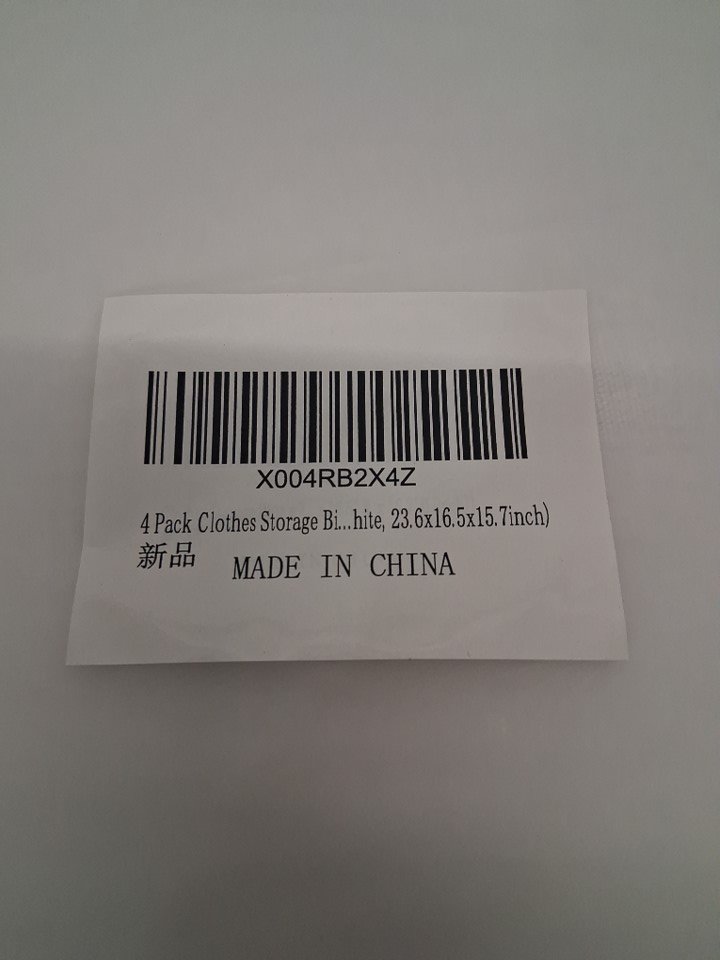 X004RB2X4Z
4 Pack Clothes Storage Bi...hite, 23.6x16.5x15.7inch)
新品 MADE IN CHINA